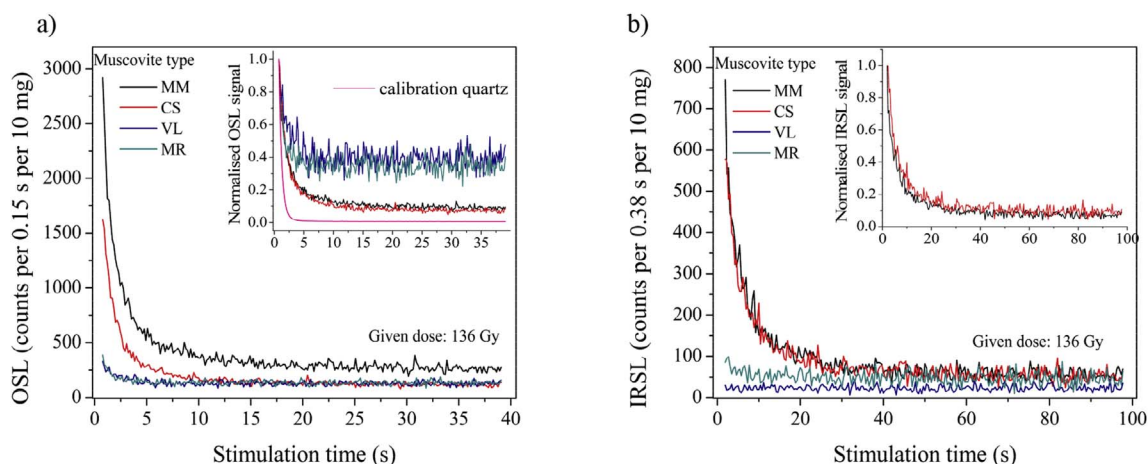 a)
OSL (counts per 0.15 s per 10 mg)
3000
2500
2000
1500
1000
500
250
0
Muscovite type
MM
CS
VL
MR
Normalised OSL signal
1.0
0.8
0.6
0.4
0.2
0.0
calibration quartz
0 5 10 15 20 25 30 35
Given dose: 136 Gy
0 5 10 15 20 25 30 35 40
Stimulation time (s)
b)
IRSL (counts per 0.38 s per 10 mg)
800
700
600
500
400
300
200
100
0
Muscovite type
MM
CS
VL
MR
Normalised IRSL signal
1.0
0.8
0.6
0.4
0.2
0.0
0 20 40 60 80 100
Given dose: 136 Gy
0 20 40 60 80 100
Stimulation time (s)